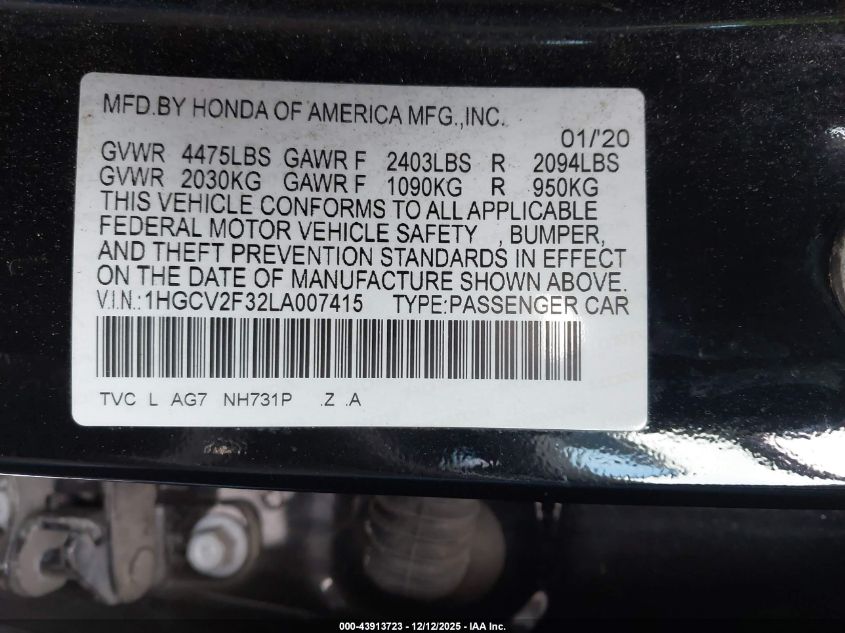 MFD.BY HONDA OF AMERICA MFG.,INC.
01/'20
GVWR 4475LBS GAWR F 2403LBS R 2094LBS
GVWR 2030KG GAWR F 1090KG R 950KG
THIS VEHICLE CONFORMS TO ALL APPLICABLE
FEDERAL MOTOR VEHICLE SAFETY , BUMPER,
AND THEFT PREVENTION STANDARDS IN EFFECT
ON THE DATE OF MANUFACTURE SHOWN ABOVE.
V.I.N.:1HGCV2F32LA007415 TYPE:PASSENGER CAR
TVC L AG7 NH731P .Z .A
000-43913723 - 12/12/2025 - IAA Inc.